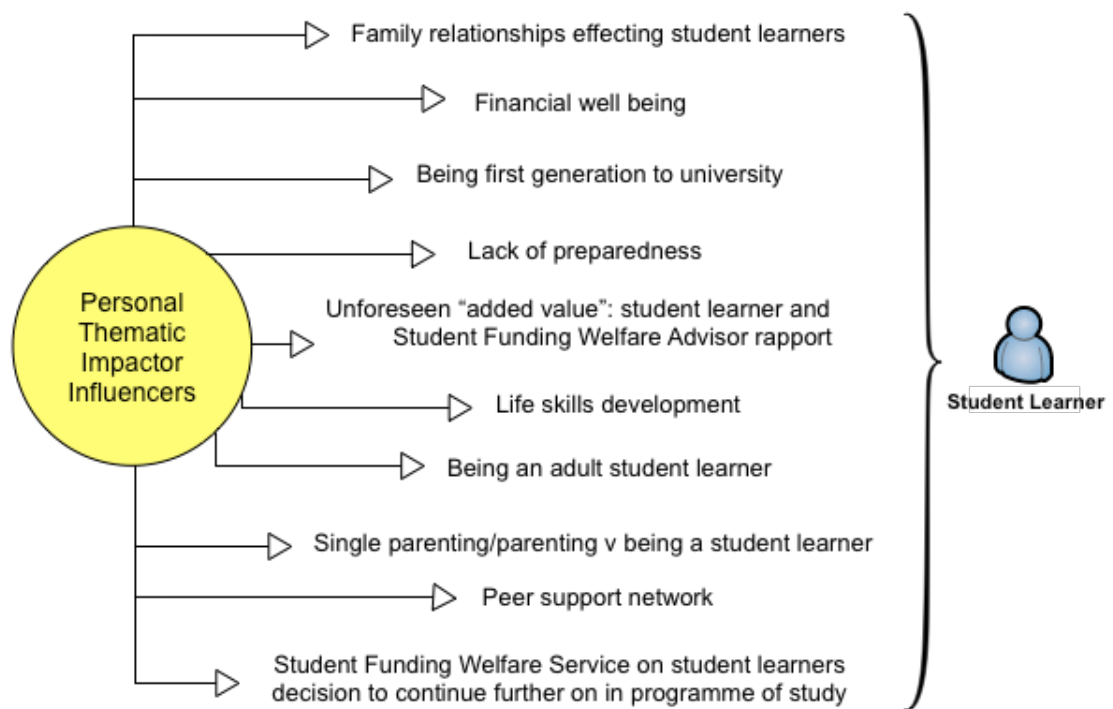 Family relationships effecting student learners
Financial well being
Being first generation to university
Lack of preparedness
Personal
Thematic
Impactor
Influencers
Unforeseen “added value”: student learner and
Student Funding Welfare Advisor rapport
Student Learner
Life skills development
Being an adult student learner
Single parenting/parenting v being a student learner
Peer support network
Student Funding Welfare Service on student learners
decision to continue further on in programme of study